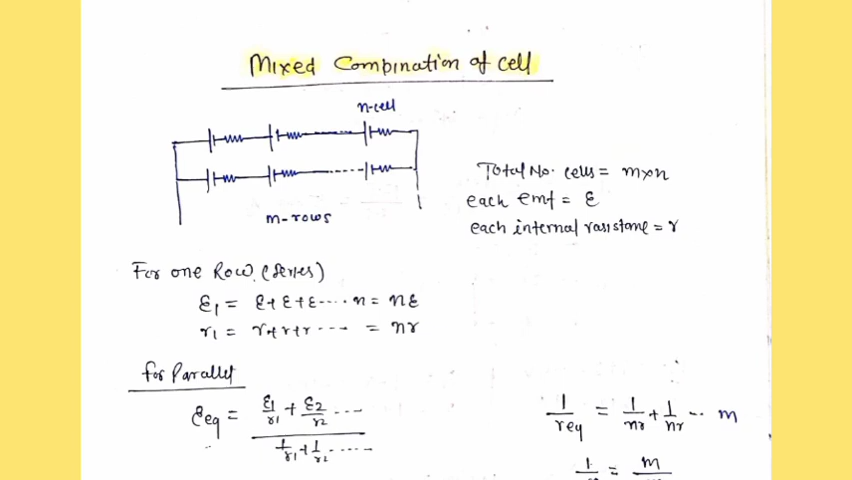 Mixed Combination of cell
n-cell
m-rows
Total No. cells = m×n
each emf = ε
each internal rasistane = r
For one Row (Series)
ε₁ = ε+ε+ε.... n = nε
r₁ = r+r+r .... = nr
for Parallel
εeq = (ε₁/r₁ + ε₂/r₂ ....) / (1/r₁ + 1/r₂ .....)
1/req = 1/nr + 1/nr .. m
= m